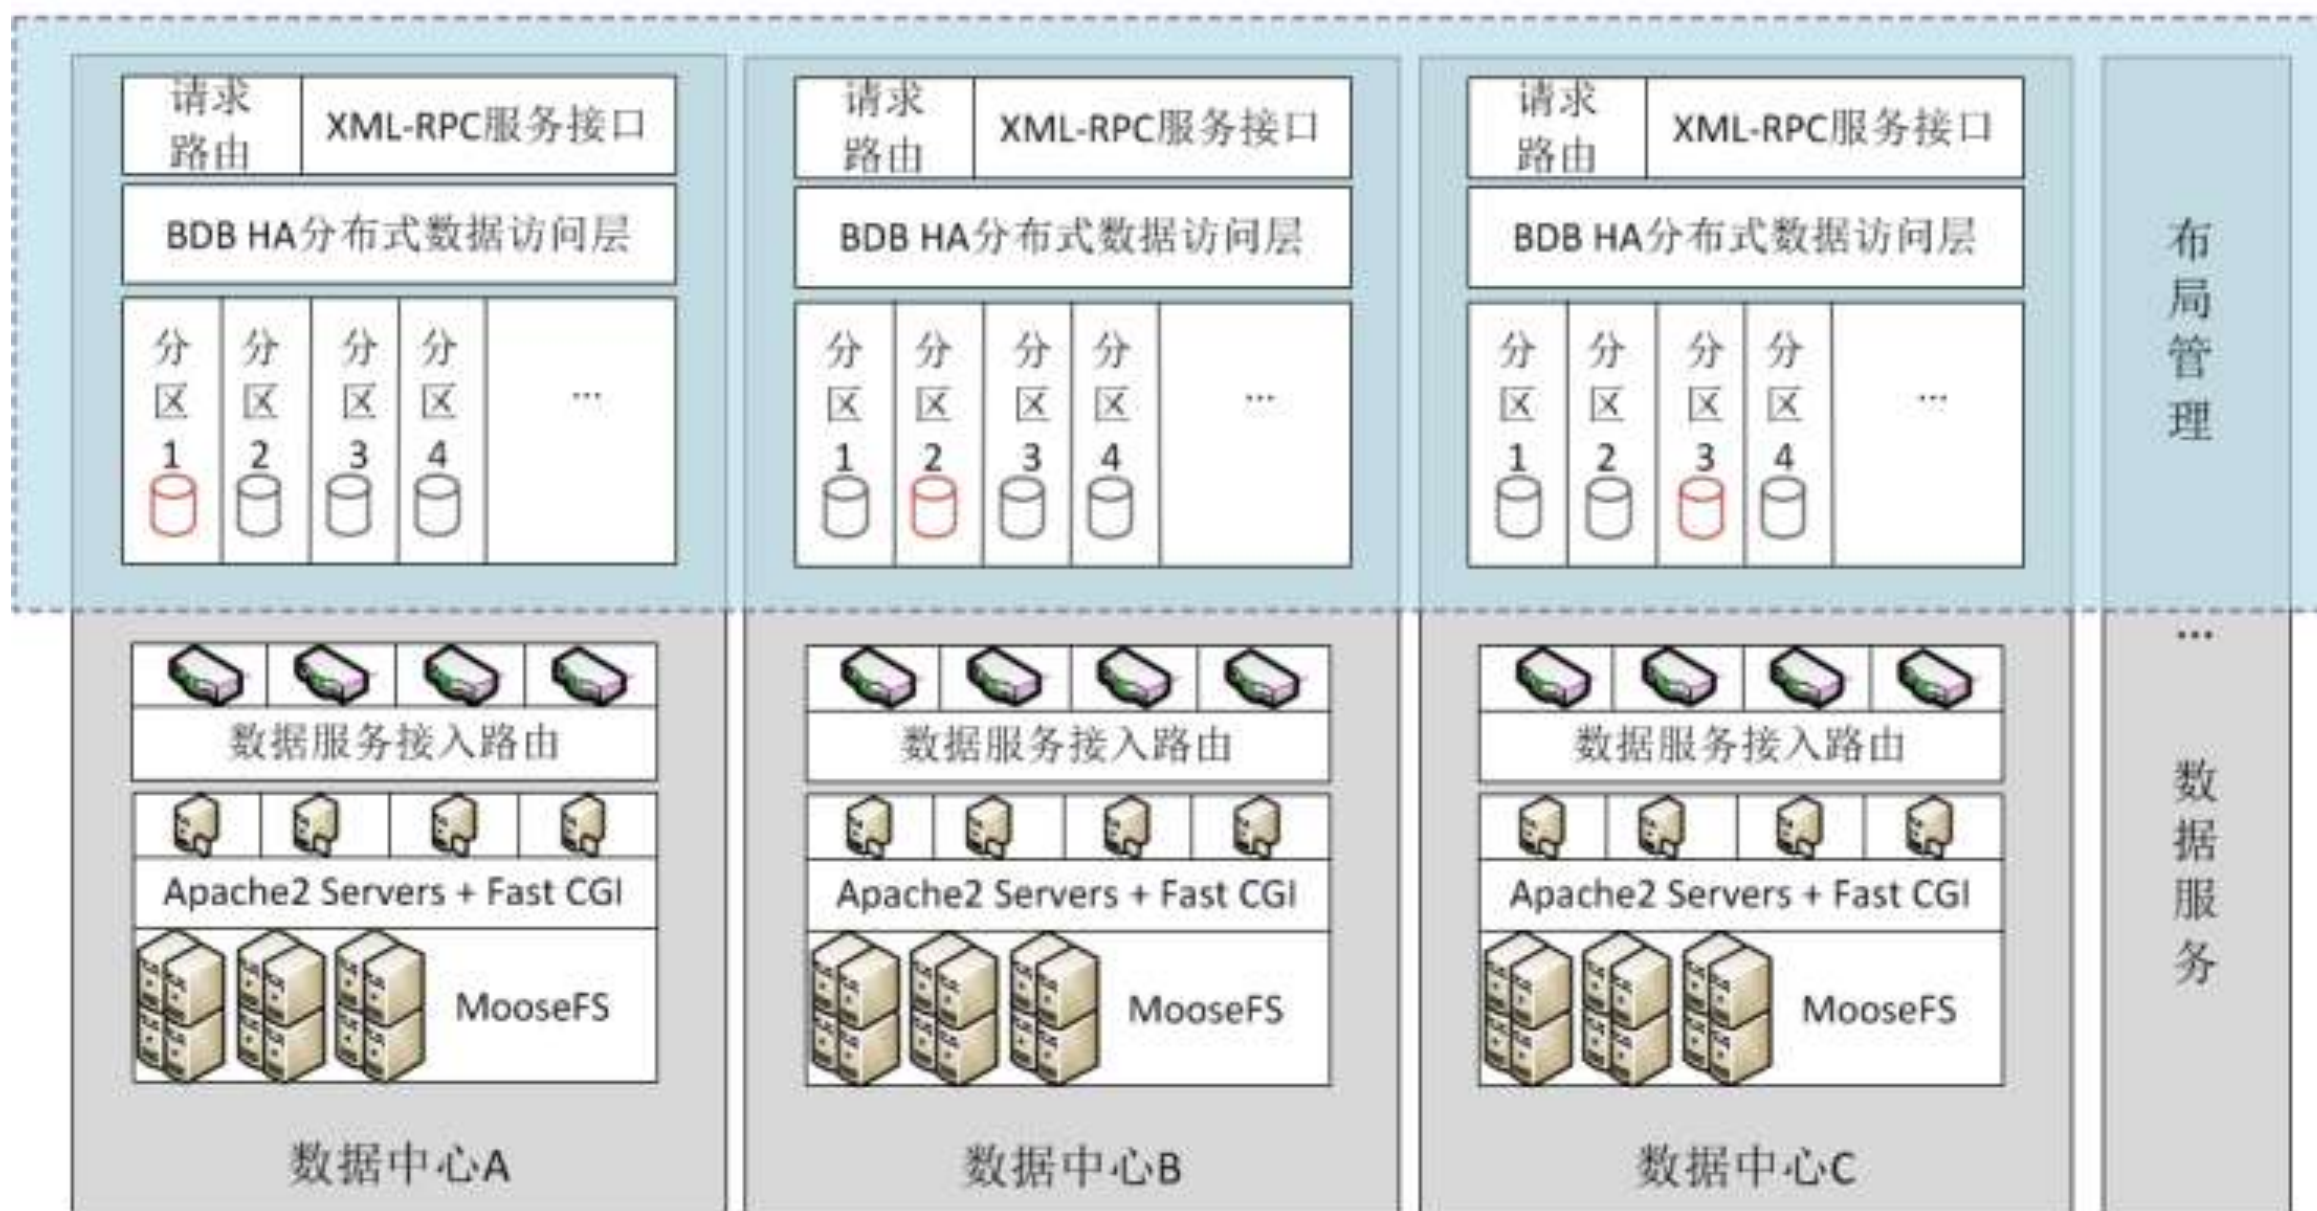 请求
路由
XML-RPC服务接口
BDB HA分布式数据访问层
分区1
分区2
分区3
分区4
...
数据服务接入路由
Apache2 Servers + Fast CGI
MooseFS
数据中心A
请求
路由
XML-RPC服务接口
BDB HA分布式数据访问层
分区1
分区2
分区3
分区4
...
数据服务接入路由
Apache2 Servers + Fast CGI
MooseFS
数据中心B
请求
路由
XML-RPC服务接口
BDB HA分布式数据访问层
分区1
分区2
分区3
分区4
...
数据服务接入路由
Apache2 Servers + Fast CGI
MooseFS
数据中心C
布局管理
...
数据服务